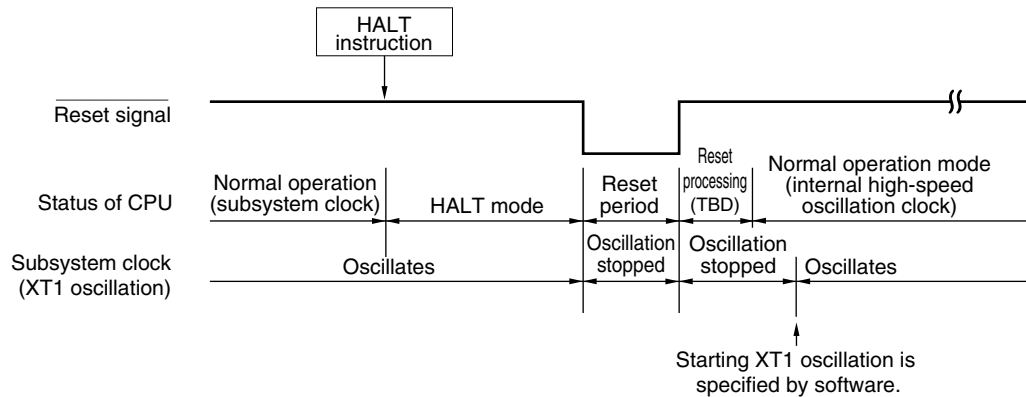 HALT
instruction
Reset signal
Status of CPU
Normal operation
(subsystem clock)
HALT mode
Reset
period
Reset
processing
(TBD)
Normal operation mode
(internal high-speed
oscillation clock)
Subsystem clock
(XT1 oscillation)
Oscillates
Oscillation
stopped
Oscillation
stopped
Oscillates
Starting XT1 oscillation is
specified by software.